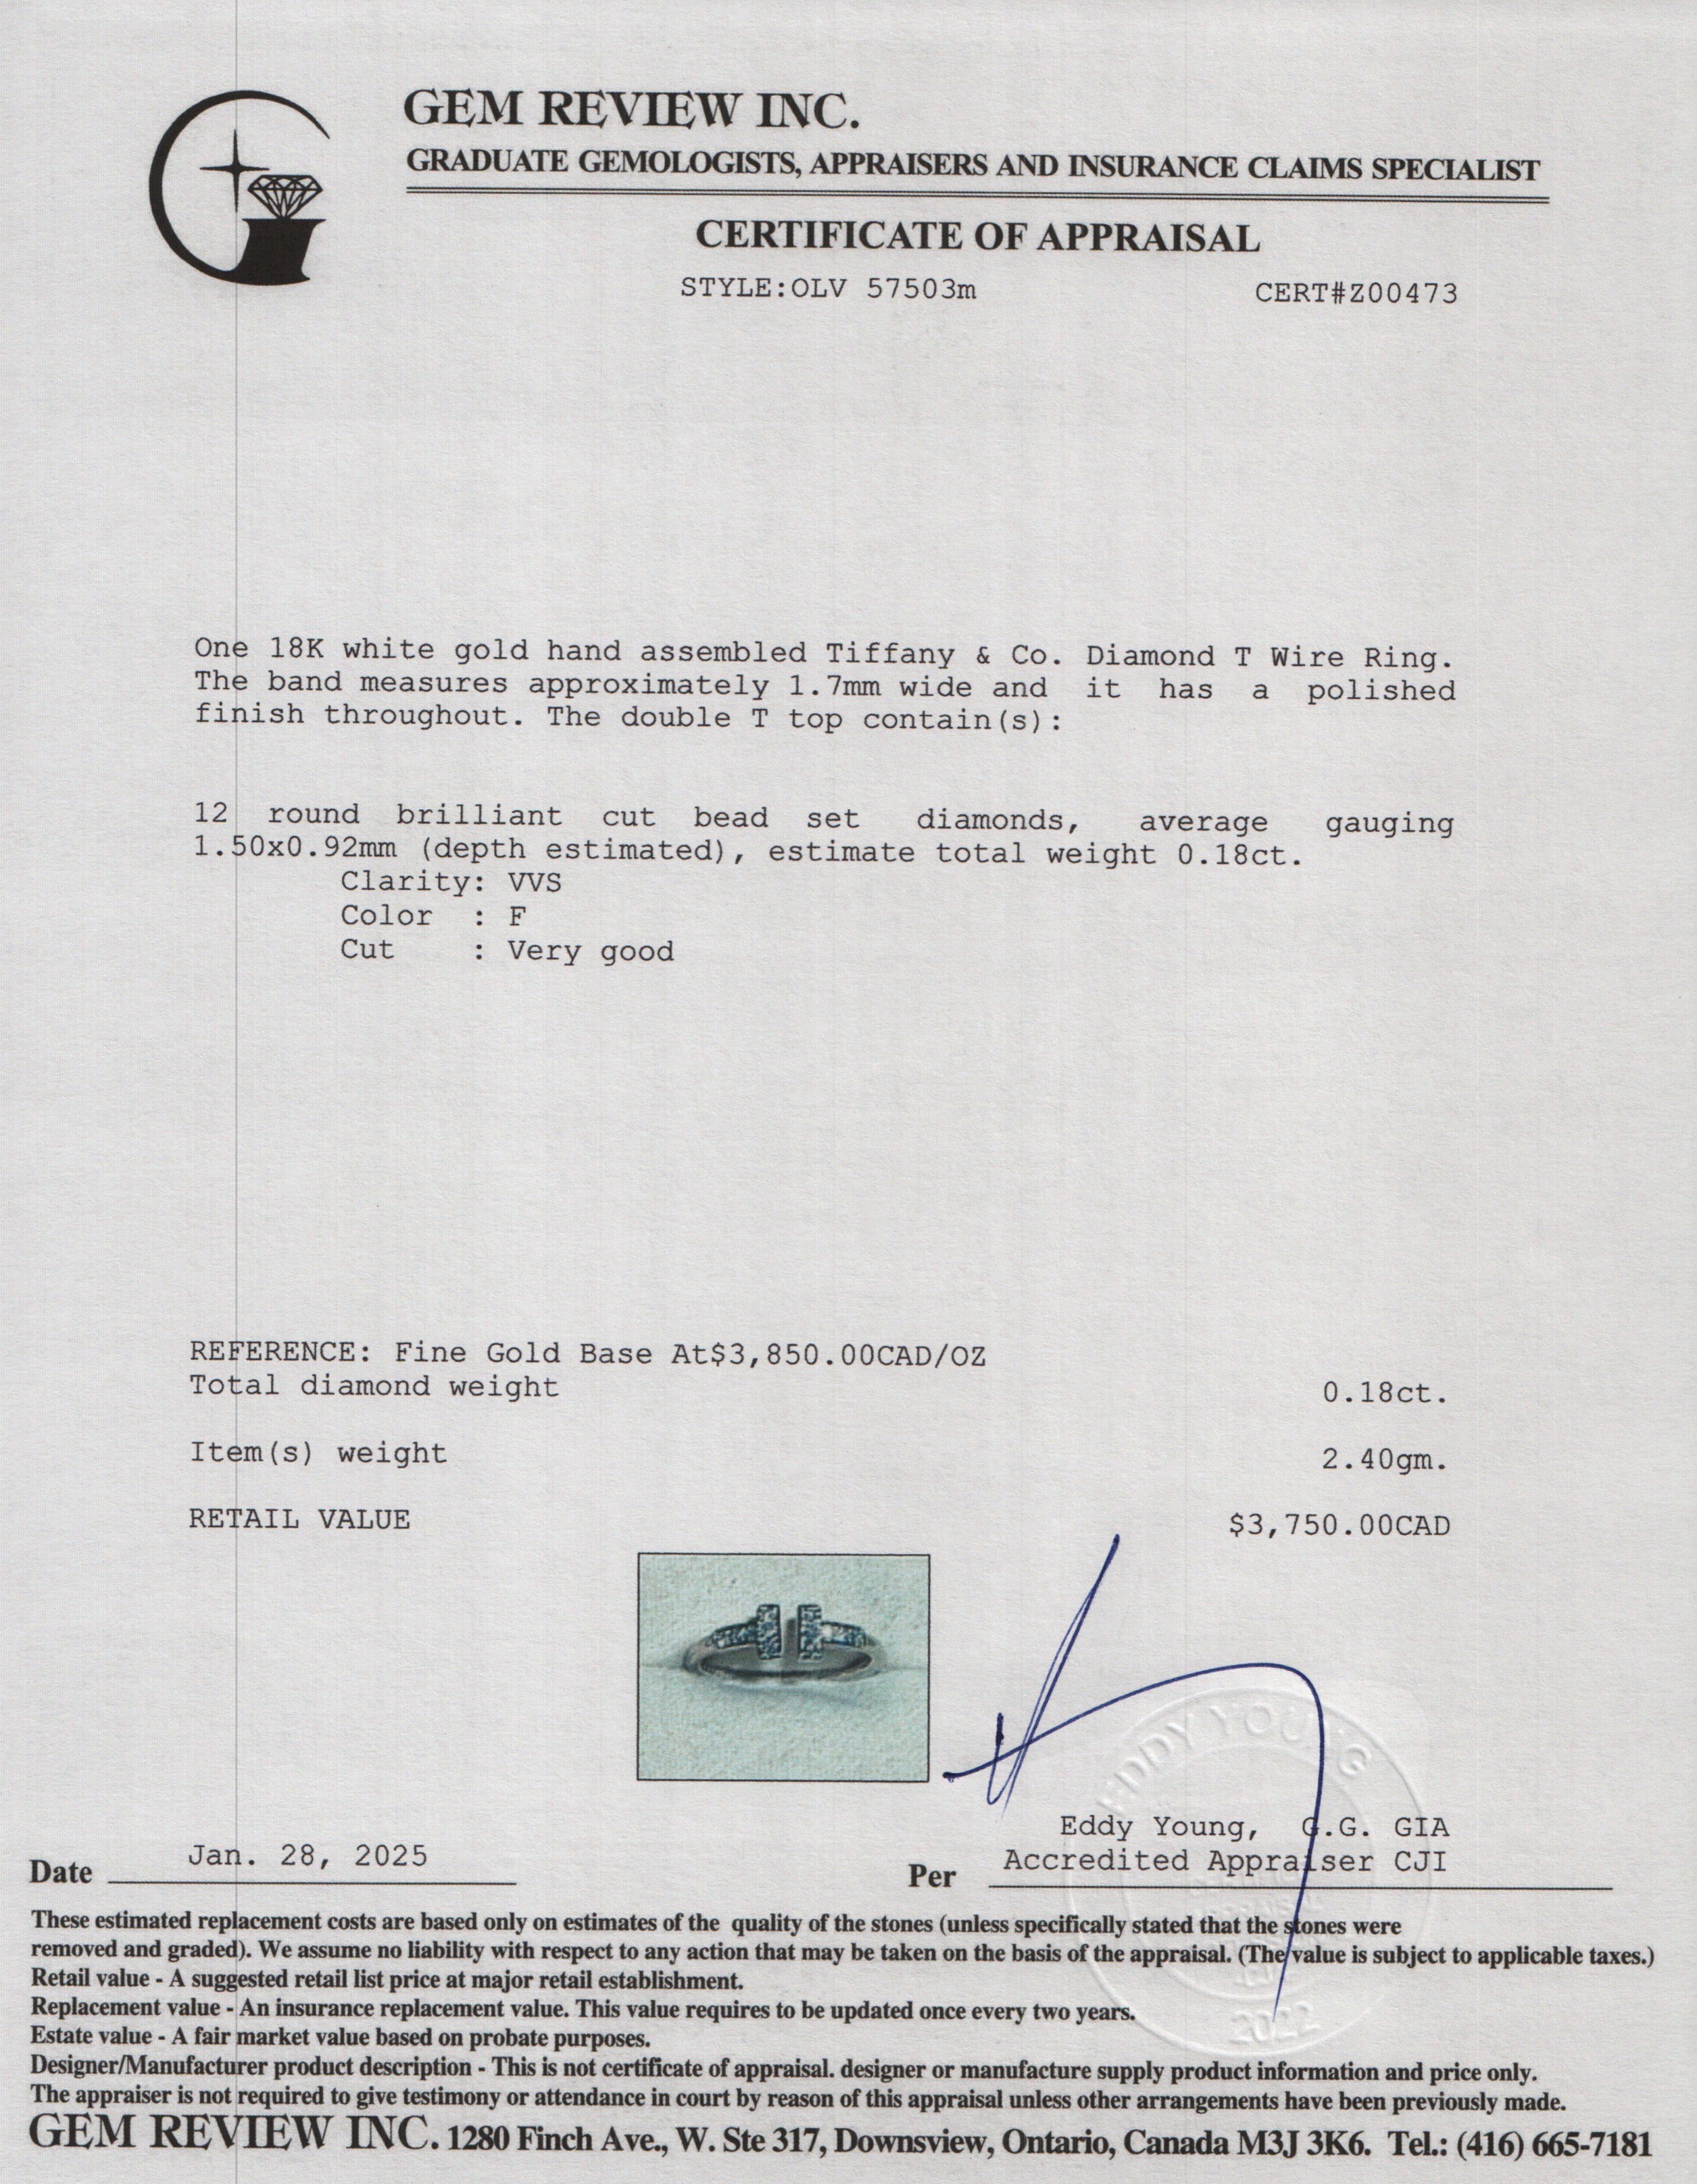 GEM REVIEW INC.
GRADUATE GEMOLOGISTS, APPRAISERS AND INSURANCE CLAIMS SPECIALIST
CERTIFICATE OF APPRAISAL
STYLE:OLV 57503m CERT#Z00473
One 18K white gold hand assembled Tiffany & Co. Diamond T Wire Ring.
The band measures approximately 1.7mm wide and it has a polished
finish throughout. The double T top contain(s):
12 round brilliant cut bead set diamonds, average gauging
1.50x0.92mm (depth estimated), estimate total weight 0.18ct.
Clarity: VVS
Color : F
Cut : Very good
REFERENCE: Fine Gold Base At$3,850.00CAD/OZ
Total diamond weight 0.18ct.
Item(s) weight 2.40gm.
RETAIL VALUE $3,750.00CAD
EDDY YOUNG
Eddy Young, G.G. GIA
Date Jan. 28, 2025 Per Accredited Appraiser CJI
These estimated replacement costs are based only on estimates of the quality of the stones (unless specifically stated that the stones were
removed and graded). We assume no liability with respect to any action that may be taken on the basis of the appraisal. (The value is subject to applicable taxes.)
Retail value - A suggested retail list price at major retail establishment.
Replacement value - An insurance replacement value. This value requires to be updated once every two years.
2022
Estate value - A fair market value based on probate purposes.
Designer/Manufacturer product description - This is not certificate of appraisal. designer or manufacture supply product information and price only.
The appraiser is not required to give testimony or attendance in court by reason of this appraisal unless other arrangements have been previously made.
GEM REVIEW INC. 1280 Finch Ave., W. Ste 317, Downsview, Ontario, Canada M3J 3K6. Tel.: (416) 665-7181